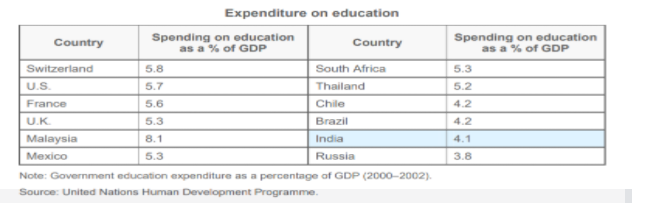 Expenditure on education
Country Spending on education as a % of GDP Country Spending on education as a % of GDP
Switzerland 5.8 South Africa 5.3
U.S. 5.7 Thailand 5.2
France 5.6 Chile 4.2
U.K. 5.3 Brazil 4.2
Malaysia 8.1 India 4.1
Mexico 5.3 Russia 3.8
Note: Government education expenditure as a percentage of GDP (2000–2002).
Source: United Nations Human Development Programme.